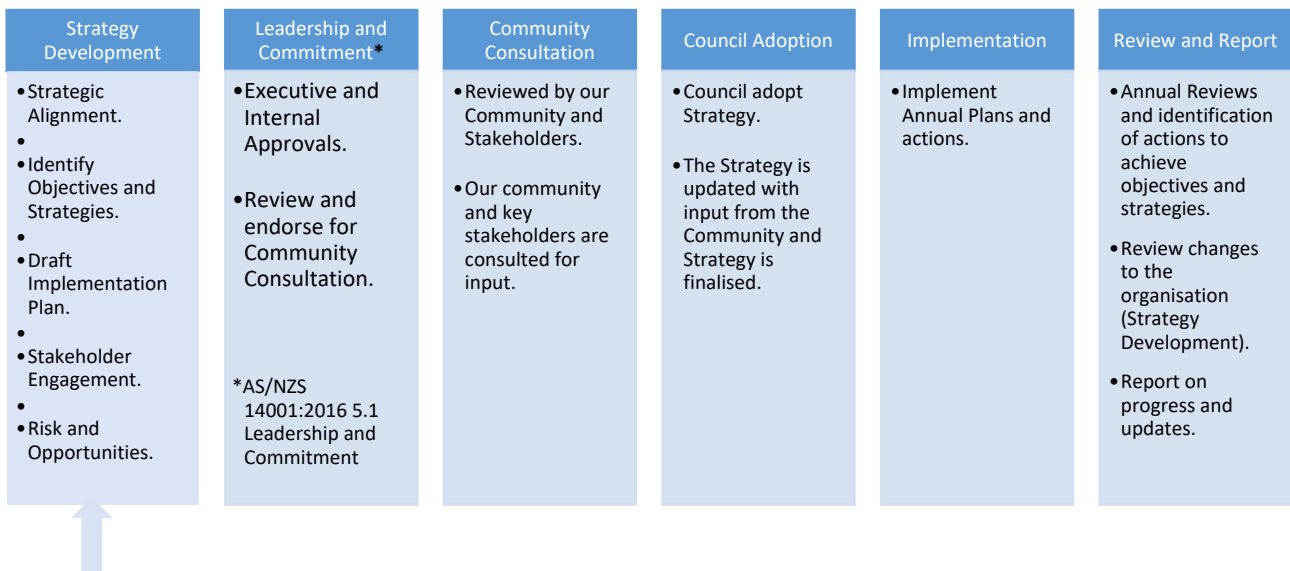 Strategy
Development
•Strategic
Alignment.
•
•Identify
Objectives and
Strategies.
•
•Draft
Implementation
Plan.
•
•Stakeholder
Engagement.
•
•Risk and
Opportunities.
Leadership and
Commitment*
•Executive and
Internal
Approvals.
•Review and
endorse for
Community
Consultation.
*AS/NZS
14001:2016 5.1
Leadership and
Commitment
Community
Consultation
•Reviewed by our
Community and
Stakeholders.
•Our community
and key
stakeholders are
consulted for
input.
Council Adoption
•Council adopt
Strategy.
•The Strategy is
updated with
input from the
Community and
Strategy is
finalised.
Implementation
•Implement
Annual Plans and
actions.
Review and Report
•Annual Reviews
and identification
of actions to
achieve
objectives and
strategies.
•Review changes
to the
organisation
(Strategy
Development).
•Report on
progress and
updates.